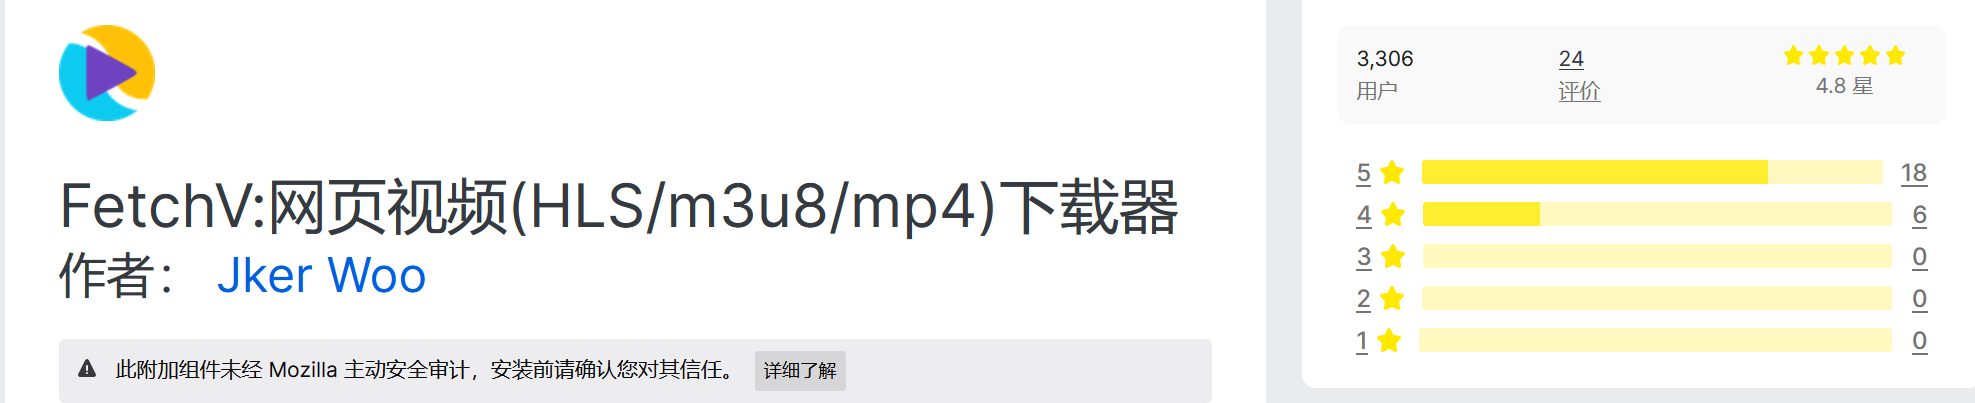 FetchV:网页视频(HLS/m3u8/mp4)下载器
作者： Jker Woo
此附加组件未经 Mozilla 主动安全审计，安装前请确认您对其信任。 详细了解
3,306
用户
24
评价
4.8 星
5 18
4 6
3 0
2 0
1 0